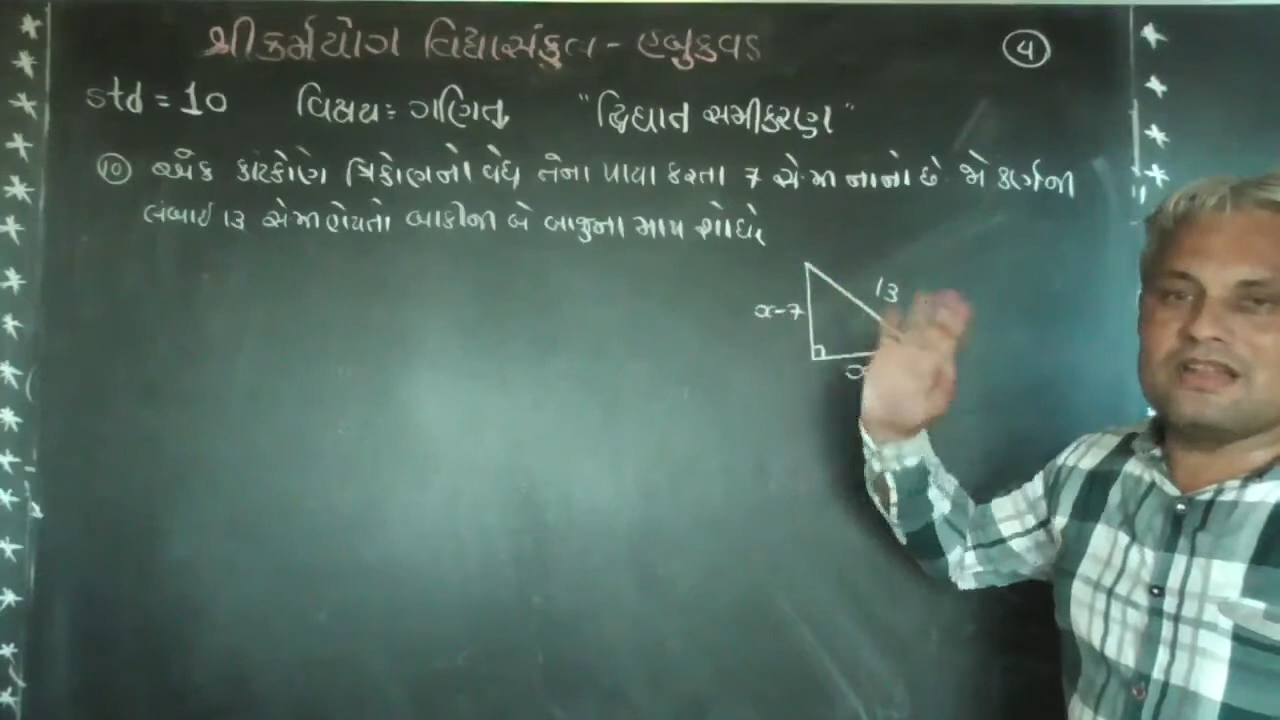 શ્રી કર્મયોગ વિદ્યાસંકુલ - હબુકવડ
4
std = 10 વિષય: ગણિત "દ્વિઘાત સમીકરણ"
10 એક કાટકોણ ત્રિકોણનો વેધ તેના પાયા કરતા 7 સેમી નાનો છે જો કર્ણની
લંબાઇ 13 સેમી હોયતો બાકીની બે બાજુના માપ શોધો
13
x-7
x